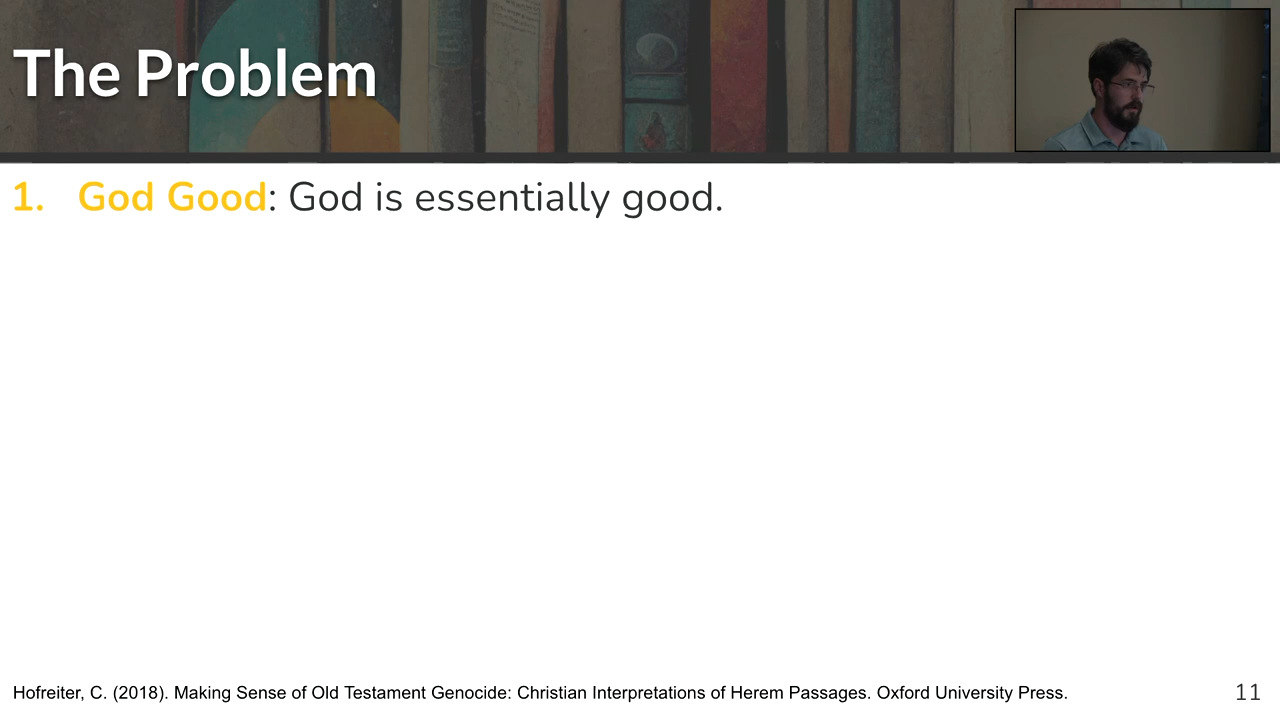 The Problem
1. God Good: God is essentially good.
Hofreiter, C. (2018). Making Sense of Old Testament Genocide: Christian Interpretations of Herem Passages. Oxford University Press.
11